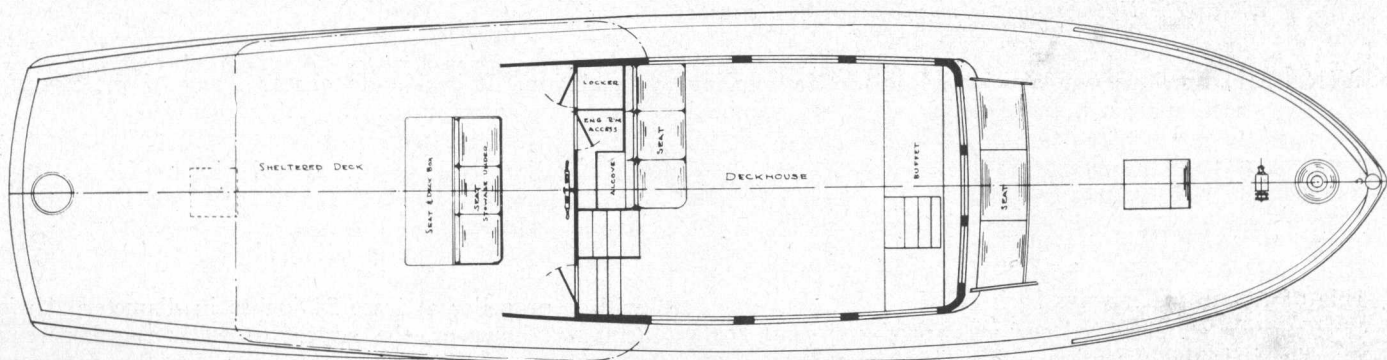 LOCKER
ENG RM
ACCESS
SEAT
SHELTERED DECK
SEAT & DECK BOX
SEAT
STOWAGE UNDER
ALCOVE
DECKHOUSE
BUFFET
SEAT